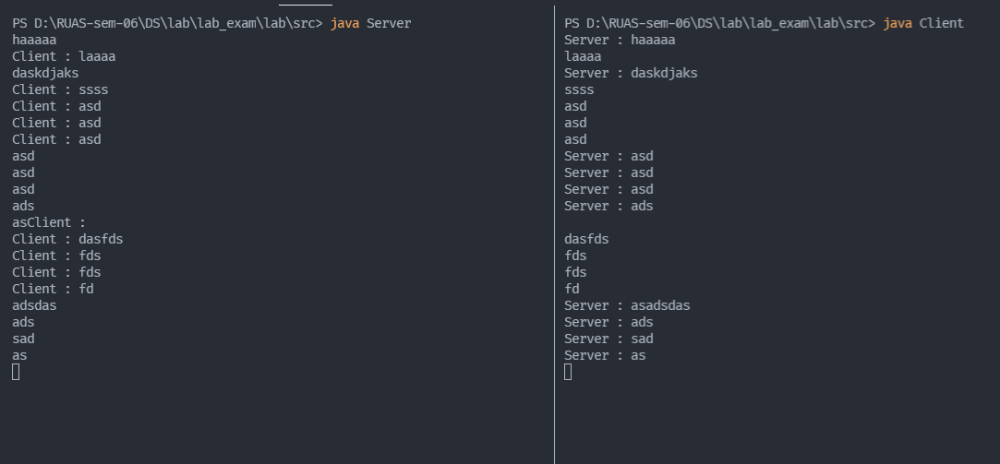 PS D:\RUAS-sem-06\DS\lab\lab_exam\lab\src> java Server
haaaaa
Client : laaaa
daskdjaks
Client : ssss
Client : asd
Client : asd
Client : asd
asd
asd
asd
ads
asClient :
Client : dasfds
Client : fds
Client : fds
Client : fd
adsdas
ads
sad
as
PS D:\RUAS-sem-06\DS\lab\lab_exam\lab\src> java Client
Server : haaaaa
laaaa
Server : daskdjaks
ssss
asd
asd
asd
Server : asd
Server : asd
Server : asd
Server : ads
dasfds
fds
fds
fd
Server : asadsdas
Server : ads
Server : sad
Server : as